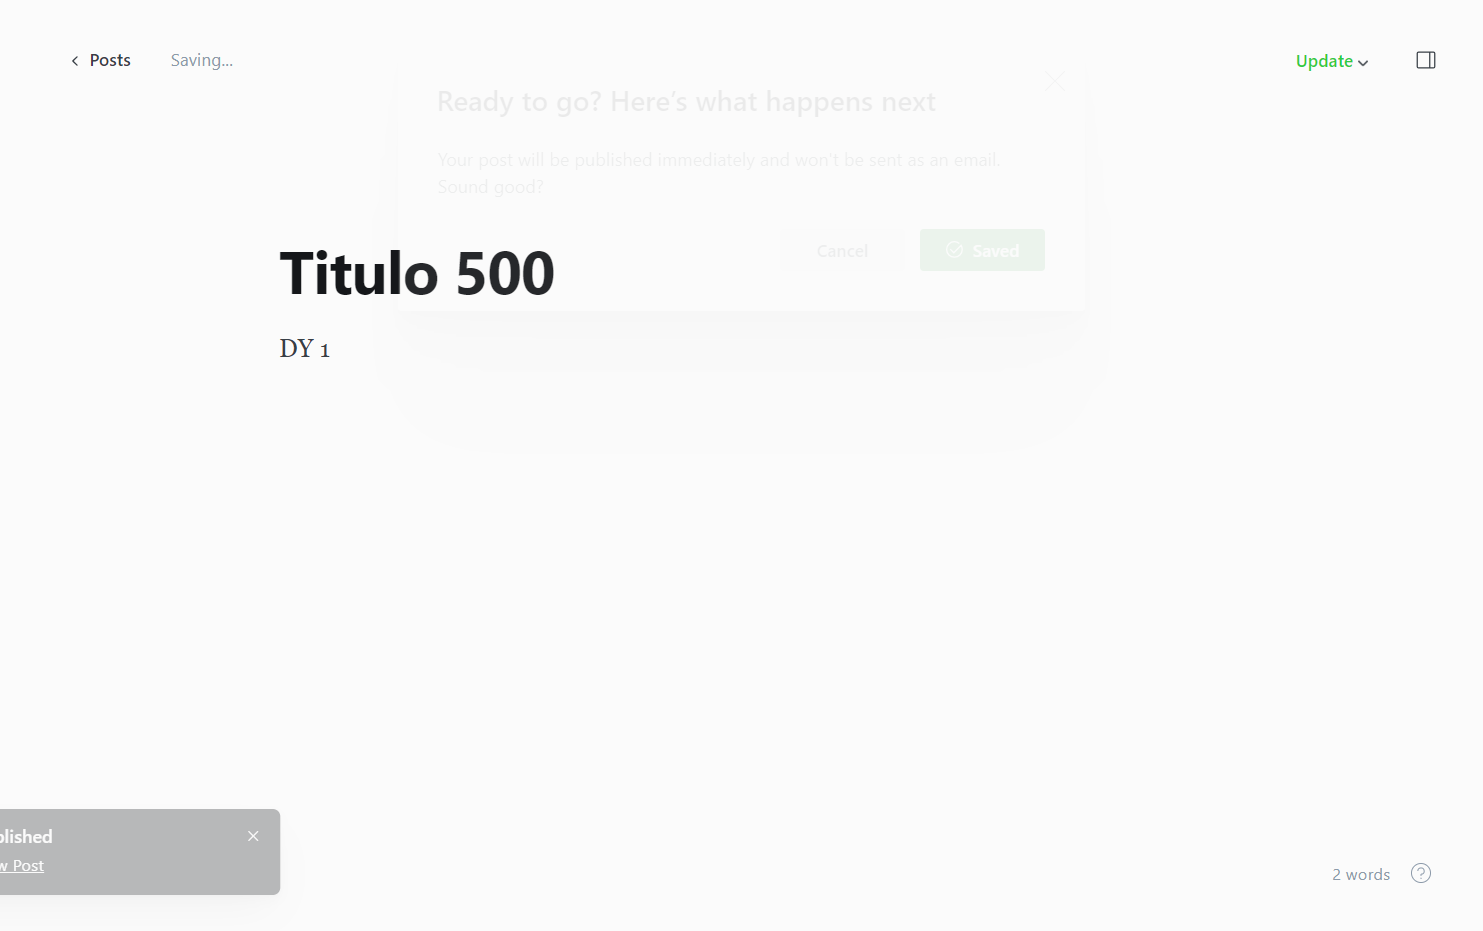 Posts
Saving...
Update
Ready to go? Here's what happens next
Your post will be published immediately and won't be sent as an email.
Sound good?
Cancel
Saved
Titulo 500
DY 1
blished
w Post
2 words